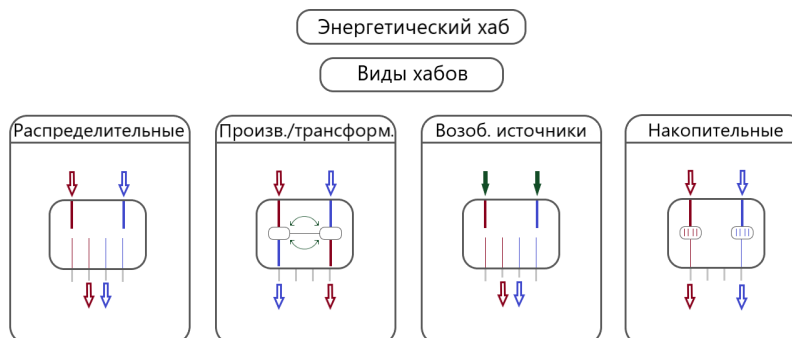 Энергетический хаб
Виды хабов
Распределительные
Произв./трансформ.
Возоб. источники
Накопительные